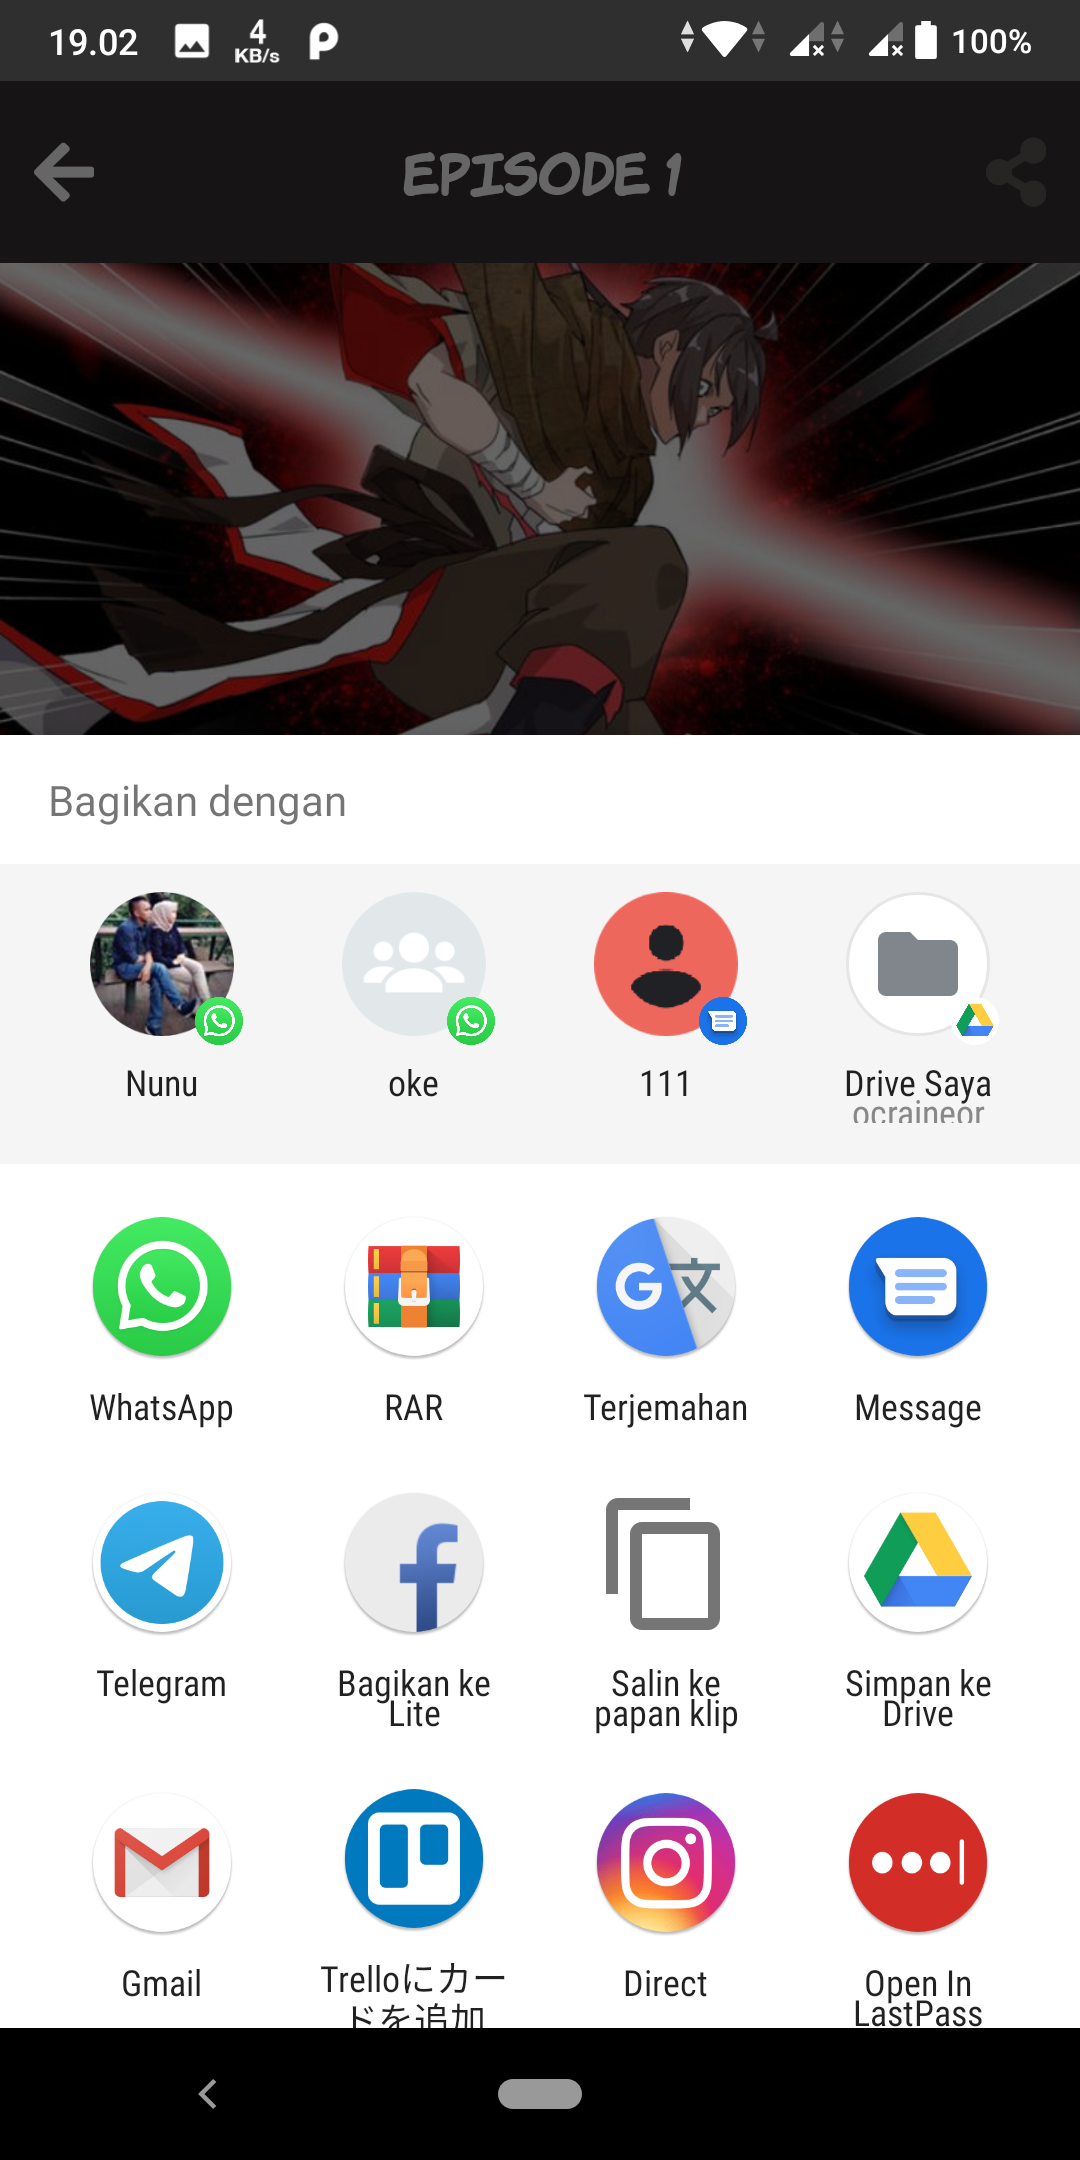 19.02
4
KB/s
100%
EPISODE 1
Bagikan dengan
Nunu
oke
111
Drive Saya
ocraineor
WhatsApp
RAR
Terjemahan
Message
Telegram
Bagikan ke
Lite
Salin ke
papan klip
Simpan ke
Drive
Gmail
Trelloにカー
ドを追加
Direct
Open In
LastPass